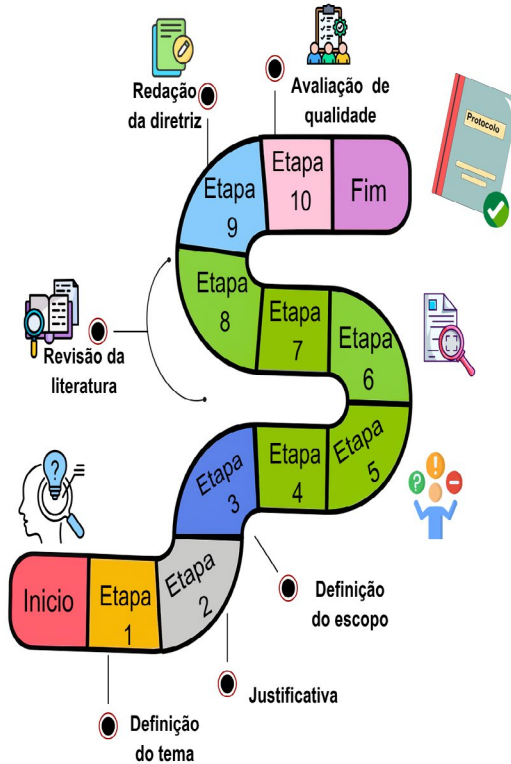 Redação
da diretriz
Avaliação de
qualidade
Protocolo
Etapa
9
Etapa
10
Fim
Etapa
8
Etapa
7
Etapa
6
Revisão da
literatura
Etapa
3
Etapa
4
Etapa
5
Inicio
Etapa
1
Etapa
2
Definição
do escopo
Justificativa
Definição
do tema